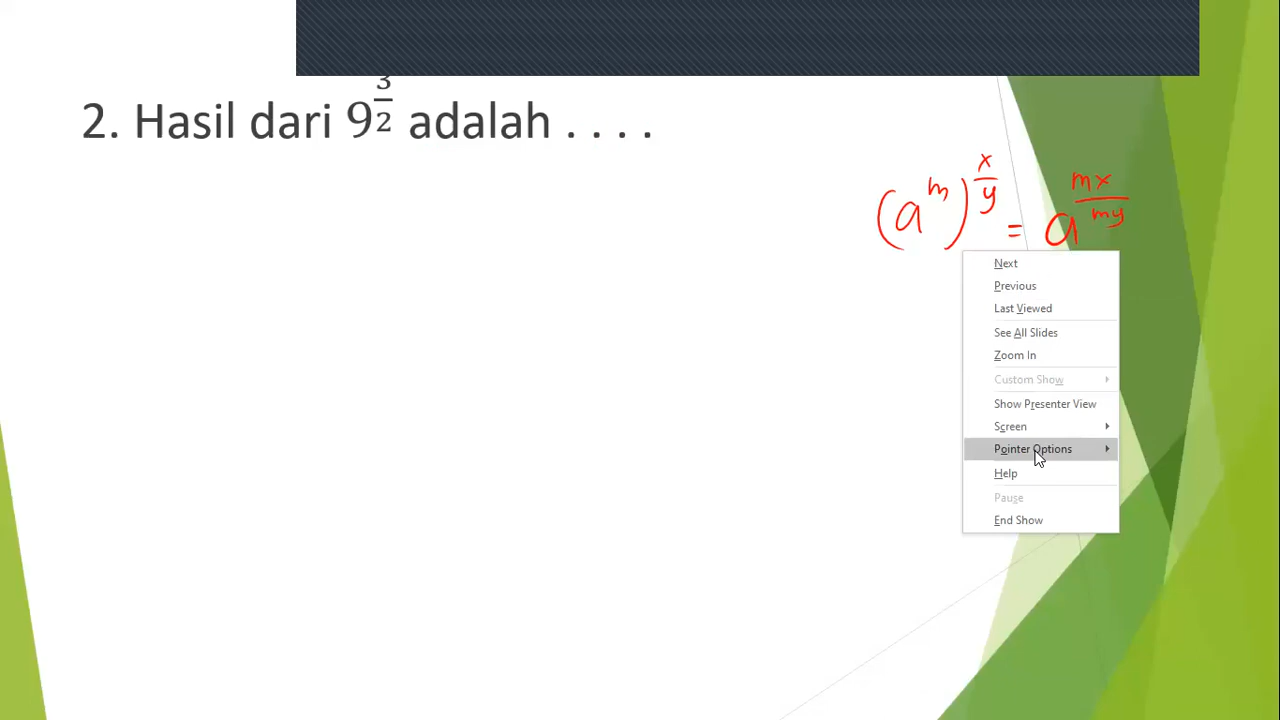 2. Hasil dari 9^(3/2) adalah . . . .
(a^m)^(x/y) = a^(mx/my)
Next
Previous
Last Viewed
See All Slides
Zoom In
Custom Show
Show Presenter View
Screen
Pointer Options
Help
Pause
End Show